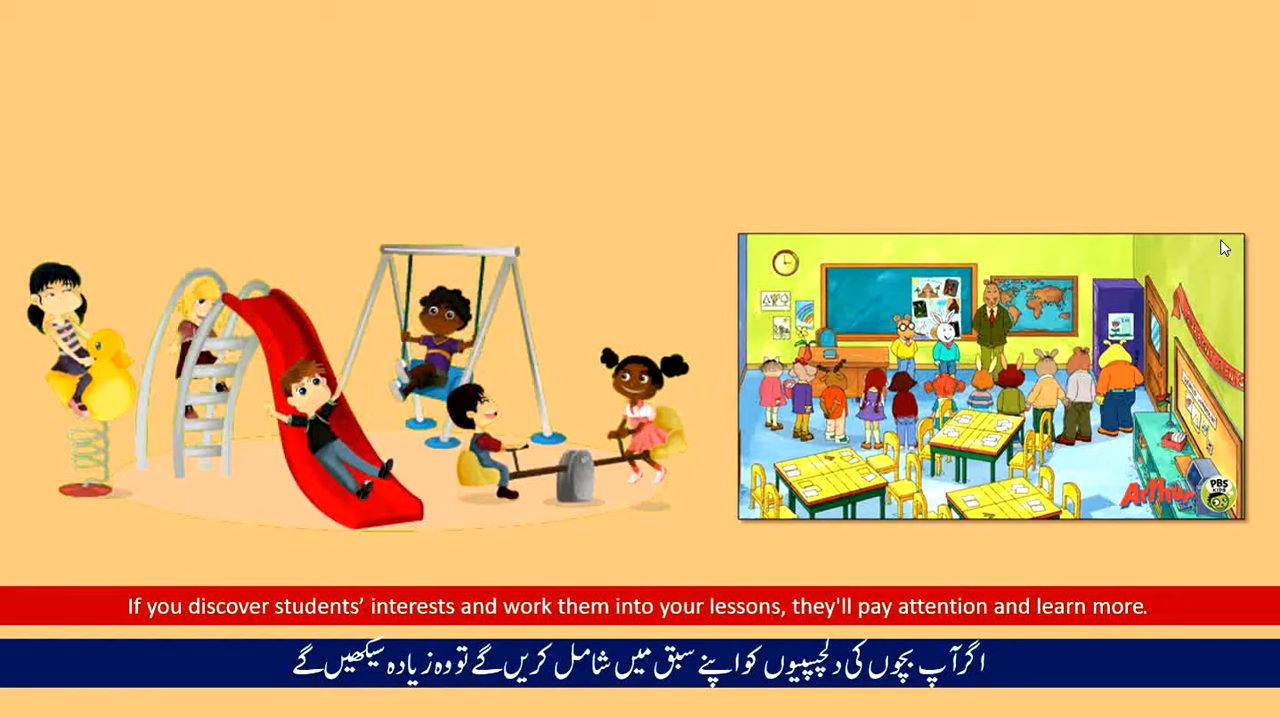 Arthur
PBS
KIDS
If you discover students’ interests and work them into your lessons, they'll pay attention and learn more.
اگر آپ بچوں کی دلچسپیوں کو اپنے سبق میں شامل کریں گے تو وہ زیادہ سیکھیں گے